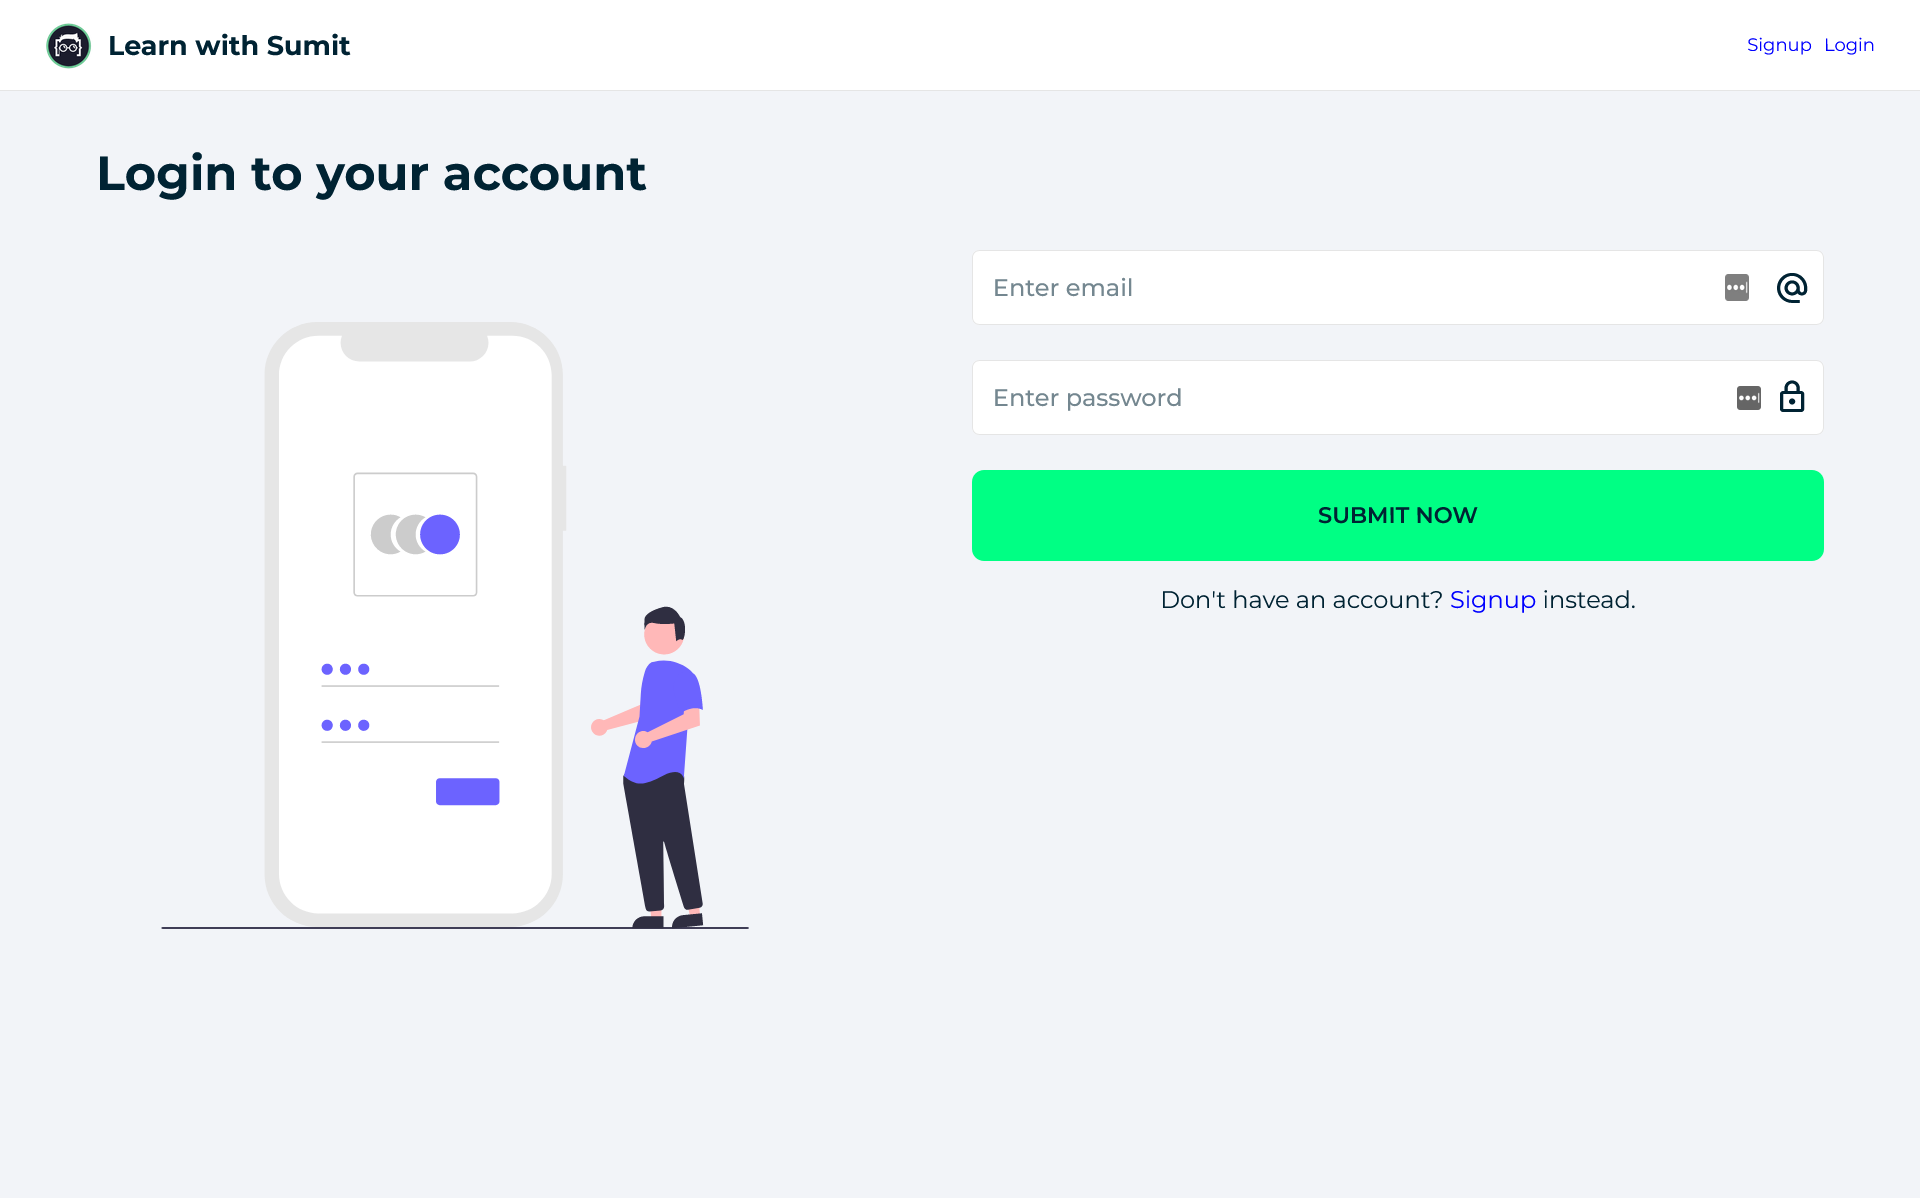 Learn with Sumit
Signup Login
Login to your account
Enter email
Enter password
SUBMIT NOW
Don't have an account? Signup instead.